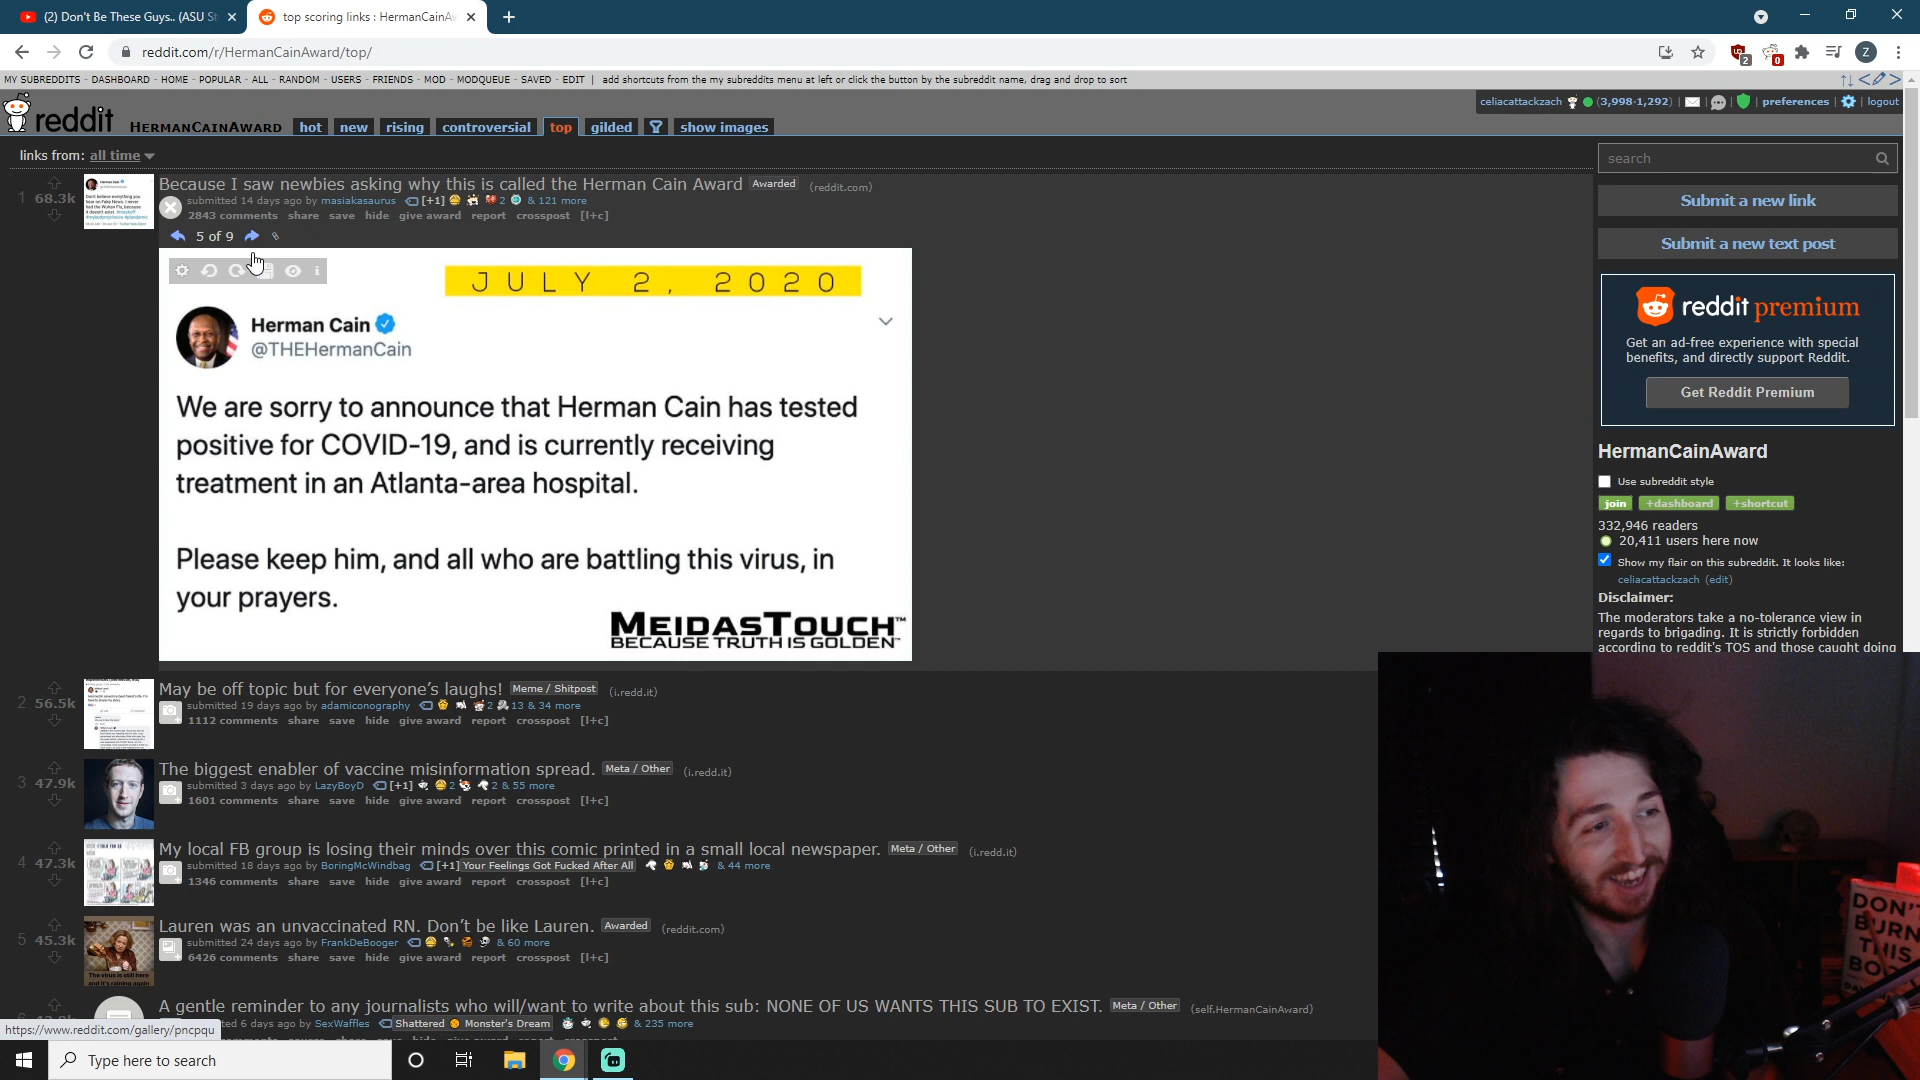 (2) Don't Be These Guys.. (ASU St
top scoring links : HermanCainAw
reddit.com/r/HermanCainAward/top/
2
0
Z
MY SUBREDDITS - DASHBOARD - HOME - POPULAR - ALL - RANDOM - USERS - FRIENDS - MOD - MODQUEUE - SAVED - EDIT | add shortcuts from the my subreddits menu at left or click the button by the subreddit name, drag and drop to sort
reddit HERMANCAINAWARD hot new rising controversial top gilded show images
celiacattackzach (3,998·1,292) | | | | preferences | | logout
links from: all time
search
1 68.3k
Because I saw newbies asking why this is called the Herman Cain Award Awarded (reddit.com)
submitted 14 days ago by masiakasaurus [+1] 2 & 121 more
2843 comments share save hide give award report crosspost [l+c]
5 of 9
JULY 2, 2020
Herman Cain
@THEHermanCain
We are sorry to announce that Herman Cain has tested
positive for COVID-19, and is currently receiving
treatment in an Atlanta-area hospital.
Please keep him, and all who are battling this virus, in
your prayers.
MEIDASTOUCH™
BECAUSE TRUTH IS GOLDEN™
Submit a new link
Submit a new text post
reddit premium
Get an ad-free experience with special
benefits, and directly support Reddit.
Get Reddit Premium
HermanCainAward
Use subreddit style
join +dashboard +shortcut
332,946 readers
20,411 users here now
Show my flair on this subreddit. It looks like:
celiacattackzach (edit)
Disclaimer:
The moderators take a no-tolerance view in
regards to brigading. It is strictly forbidden
according to reddit's TOS and those caught doing
2 56.5k
May be off topic but for everyone's laughs! Meme / Shitpost (i.redd.it)
submitted 19 days ago by adamiconography 2 13 & 34 more
1112 comments share save hide give award report crosspost [l+c]
3 47.9k
The biggest enabler of vaccine misinformation spread. Meta / Other (i.redd.it)
submitted 3 days ago by LazyBoyD [+1] 2 2 & 55 more
1601 comments share save hide give award report crosspost [l+c]
4 47.3k
My local FB group is losing their minds over this comic printed in a small local newspaper. Meta / Other (i.redd.it)
submitted 18 days ago by BoringMcWindbag [+1] Your Feelings Got Fucked After All & 44 more
1346 comments share save hide give award report crosspost [l+c]
5 45.3k
Lauren was an unvaccinated RN. Don't be like Lauren. Awarded (reddit.com)
submitted 24 days ago by FrankDeBooger & 60 more
6426 comments share save hide give award report crosspost [l+c]
The virus is still here
and it's raining again
A gentle reminder to any journalists who will/want to write about this sub: NONE OF US WANTS THIS SUB TO EXIST. Meta / Other (self.HermanCainAward)
ed 6 days ago by SexWaffles Shattered Monster's Dream & 235 more
https://www.reddit.com/gallery/pncpqu
DON'T
BURN
THIS
Type here to search